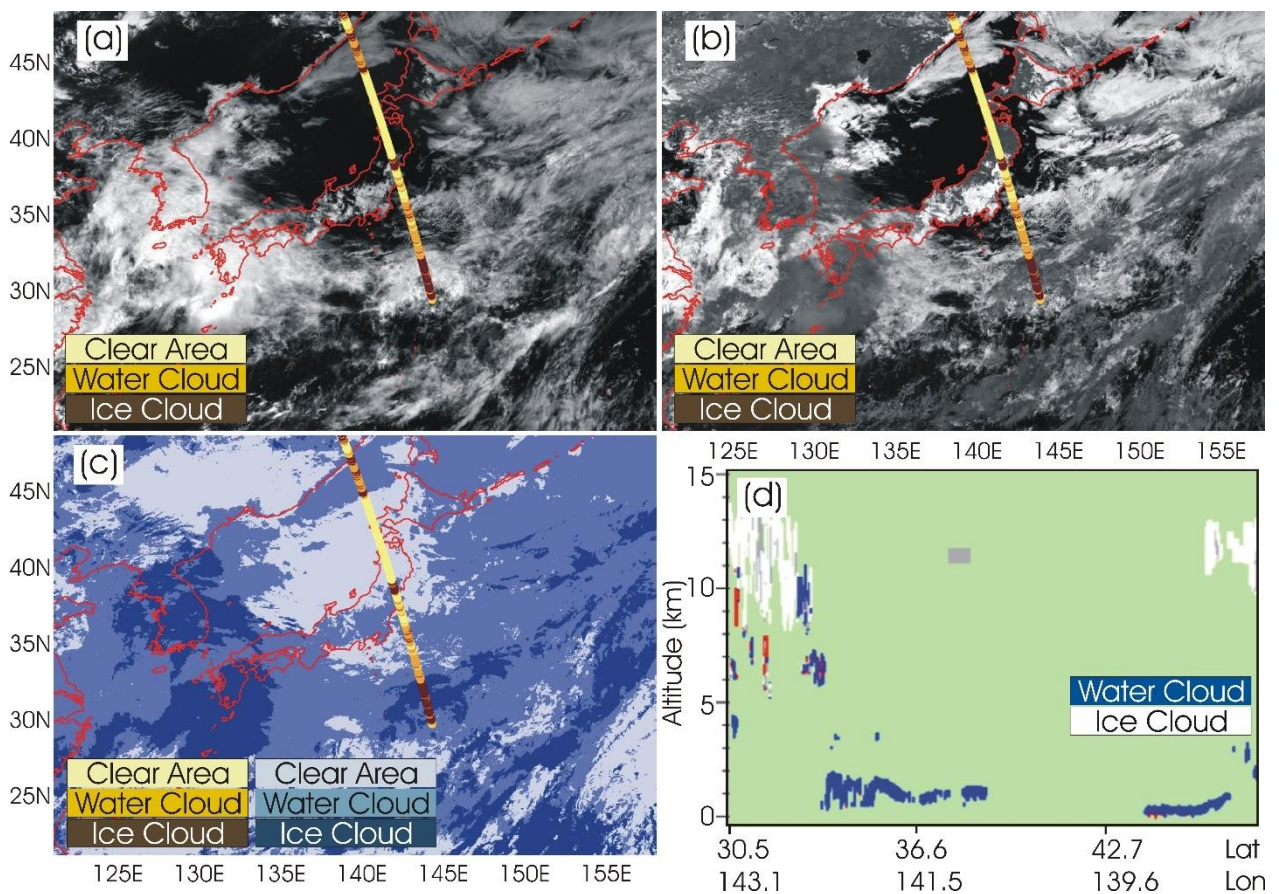 (a)
(b)
45N
40N
35N
30N
25N
Clear Area
Water Cloud
Ice Cloud
Clear Area
Water Cloud
Ice Cloud
(c)
45N
40N
35N
30N
25N
Clear Area
Water Cloud
Ice Cloud
Clear Area
Water Cloud
Ice Cloud
125E 130E 135E 140E 145E 150E 155E
125E 130E 135E 140E 145E 150E 155E
(d)
Altitude (km)
15
10
5
0
Water Cloud
Ice Cloud
30.5 36.6 42.7 Lat
143.1 141.5 139.6 Lon